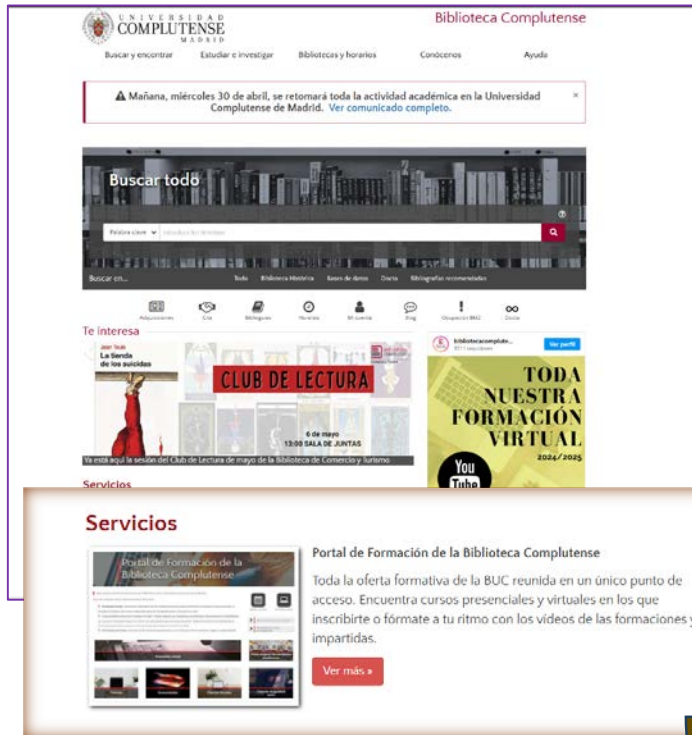 UNIVERSIDAD
COMPLUTENSE
MADRID
Biblioteca Complutense
Buscar y encontrar Estudiar e investigar Bibliotecas y horarios Conócenos Ayuda
Mañana, miércoles 30 de abril, se retomará toda la actividad académica en la Universidad ×
Complutense de Madrid. Ver comunicado completo.
Buscar todo
Palabra clave
Buscar en... Todo Biblioteca Histórica Bases de datos Docta Bibliografías recomendadas
Adquisiciones Cita Biblioguías Horarios Mi cuenta Blog Ocupación BMZ Docta
Te interesa
La tienda
de los suicidas
CLUB DE LECTURA
6 de mayo
13:00 SALA DE JUNTAS
Ya está aquí la sesión del Club de Lectura de mayo de la Biblioteca de Comercio y Turismo
bibliotecacomplute...
Ver perfil
TODA
NUESTRA
FORMACIÓN
VIRTUAL
2024/2025
You
Tube
Servicios
Servicios
Portal de Formación de la
Biblioteca Complutense
Portal de Formación de la Biblioteca Complutense
Toda la oferta formativa de la BUC reunida en un único punto de
acceso. Encuentra cursos presenciales y virtuales en los que
inscribirte o fórmate a tu ritmo con los vídeos de las formaciones y
impartidas.
Ver más »